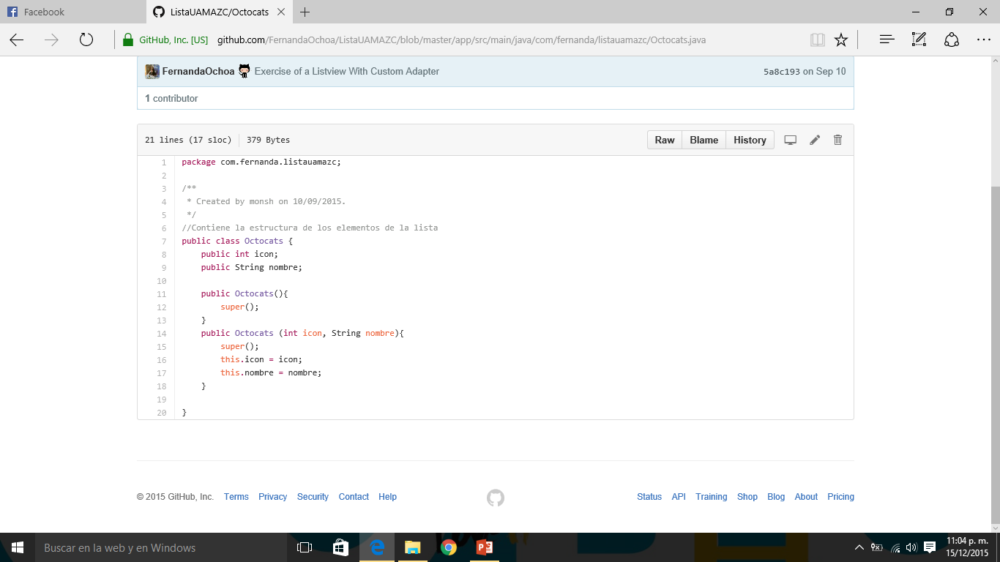 Facebook
ListaUAMAZC/Octocats
GitHub, Inc. [US] github.com/FernandaOchoa/ListaUAMAZC/blob/master/app/src/main/java/com/fernanda/listauamazc/Octocats.java
FernandaOchoa Exercise of a Listview With Custom Adapter 5a8c193 on Sep 10
1 contributor
21 lines (17 sloc) 379 Bytes Raw Blame History
1 package com.fernanda.listauamazc;
2
3 /**
4  * Created by monsh on 10/09/2015.
5  */
6 //Contiene la estructura de los elementos de la lista
7 public class Octocats {
8     public int icon;
9     public String nombre;
10
11     public Octocats(){
12         super();
13     }
14     public Octocats (int icon, String nombre){
15         super();
16         this.icon = icon;
17         this.nombre = nombre;
18     }
19
20 }
© 2015 GitHub, Inc. Terms Privacy Security Contact Help Status API Training Shop Blog About Pricing
Buscar en la web y en Windows
11:04 p. m.
15/12/2015